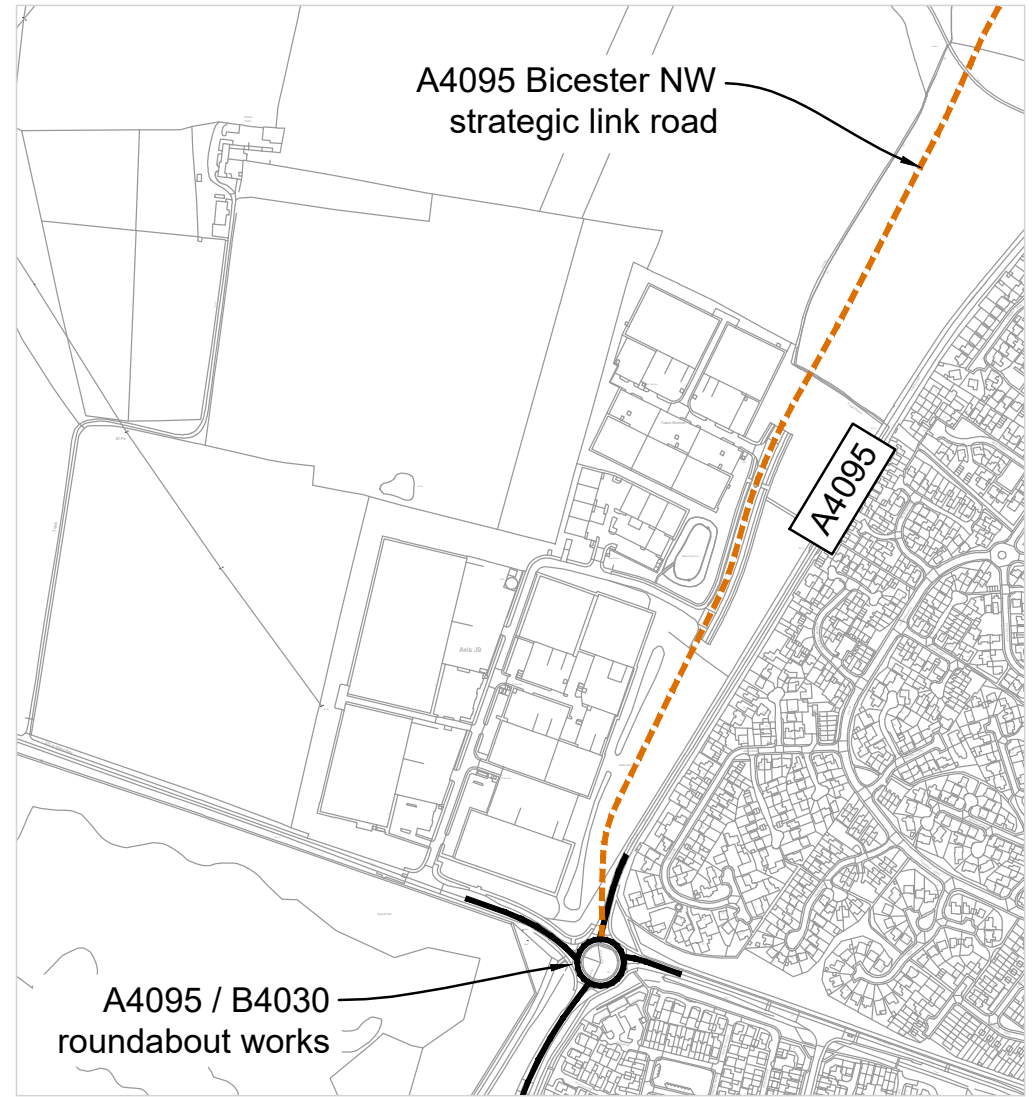 A4095 Bicester NW
strategic link road
A4095
Axis J9
A4095 / B4030
roundabout works